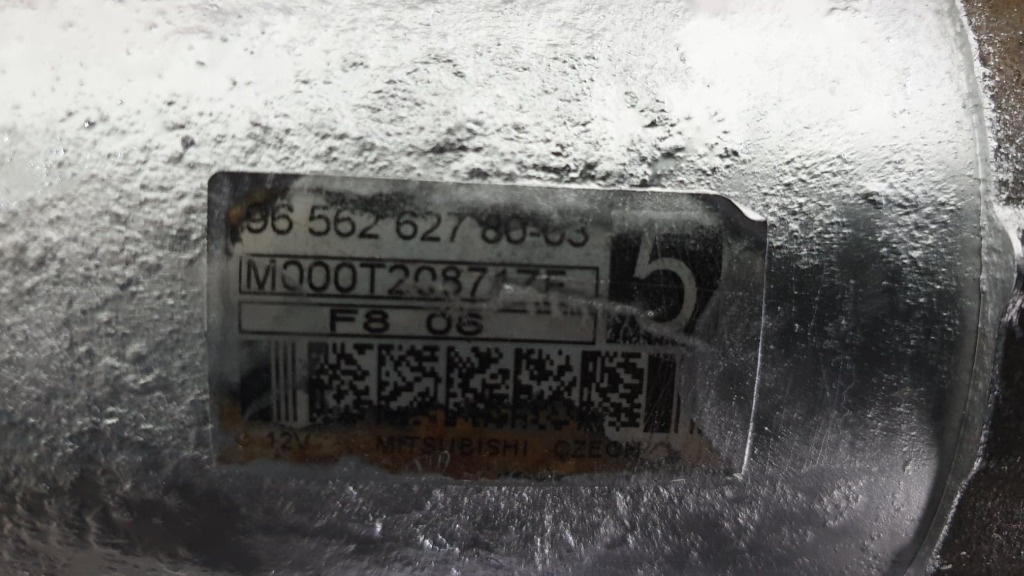 96 562 627 80-03
5
M000T20871ZE
F8 06
12V MITSUBISHI CZECH